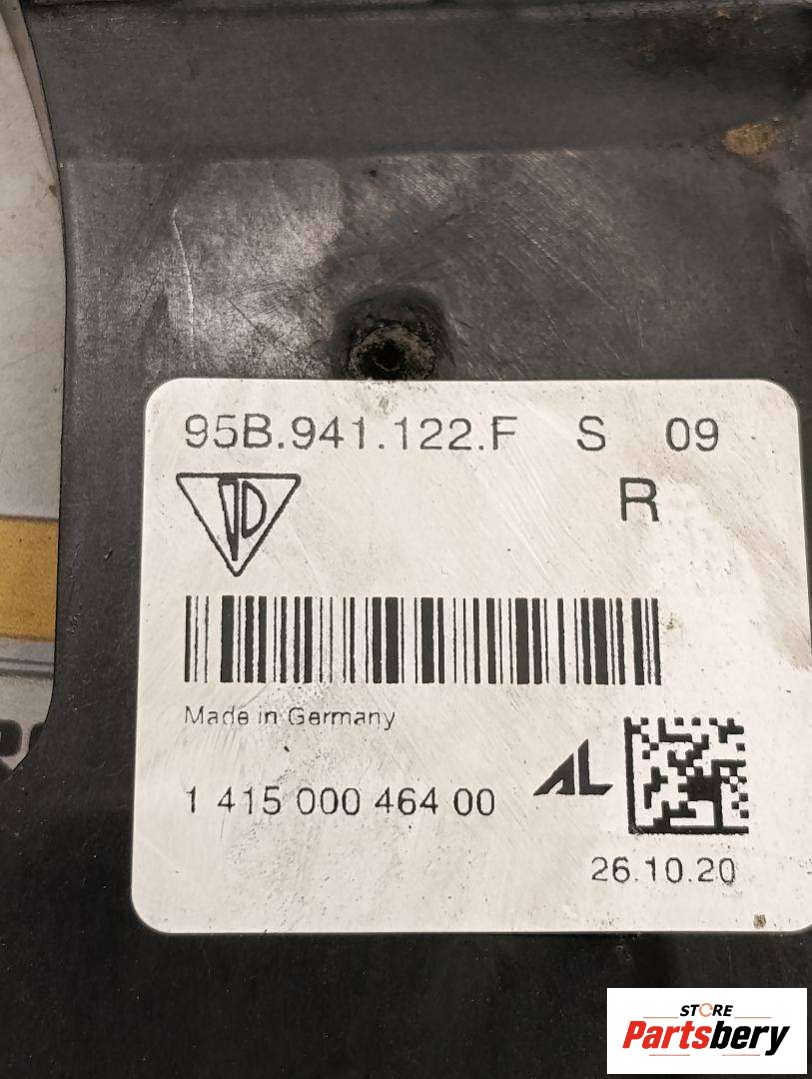 95B.941.122.F S 09
R
Made in Germany
1 415 000 464 00
AL
26.10.20
STORE
Partsbery